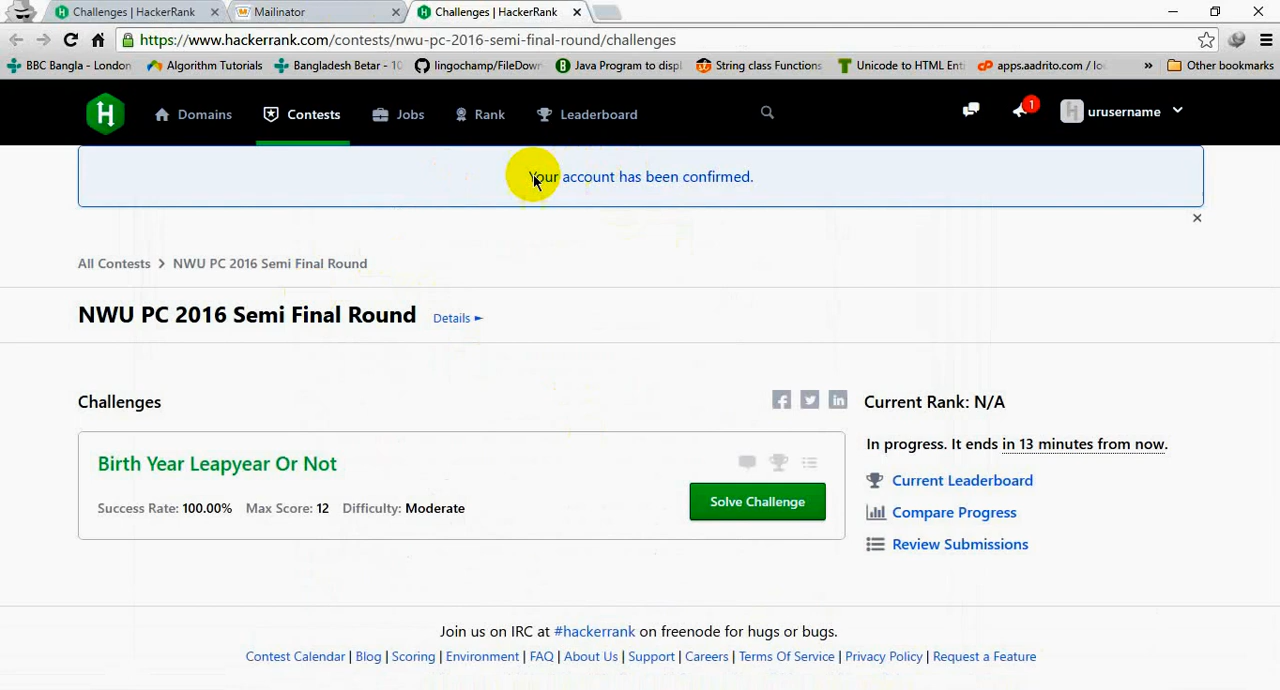 Challenges | HackerRank
Mailinator
Challenges | HackerRank
https://www.hackerrank.com/contests/nwu-pc-2016-semi-final-round/challenges
BBC Bangla - London
Algorithm Tutorials
Bangladesh Betar - 10
lingochamp/FileDown
Java Program to displ
String class Functions
Unicode to HTML Enti
apps.aadrito.com / lo
»
Other bookmarks
H
Domains
Contests
Jobs
Rank
Leaderboard
1
urusername
Your account has been confirmed.
All Contests > NWU PC 2016 Semi Final Round
NWU PC 2016 Semi Final Round
Details ►
Challenges
Current Rank: N/A
Birth Year Leapyear Or Not
Success Rate: 100.00% Max Score: 12 Difficulty: Moderate
Solve Challenge
In progress. It ends in 13 minutes from now.
Current Leaderboard
Compare Progress
Review Submissions
Join us on IRC at #hackerrank on freenode for hugs or bugs.
Contest Calendar | Blog | Scoring | Environment | FAQ | About Us | Support | Careers | Terms Of Service | Privacy Policy | Request a Feature